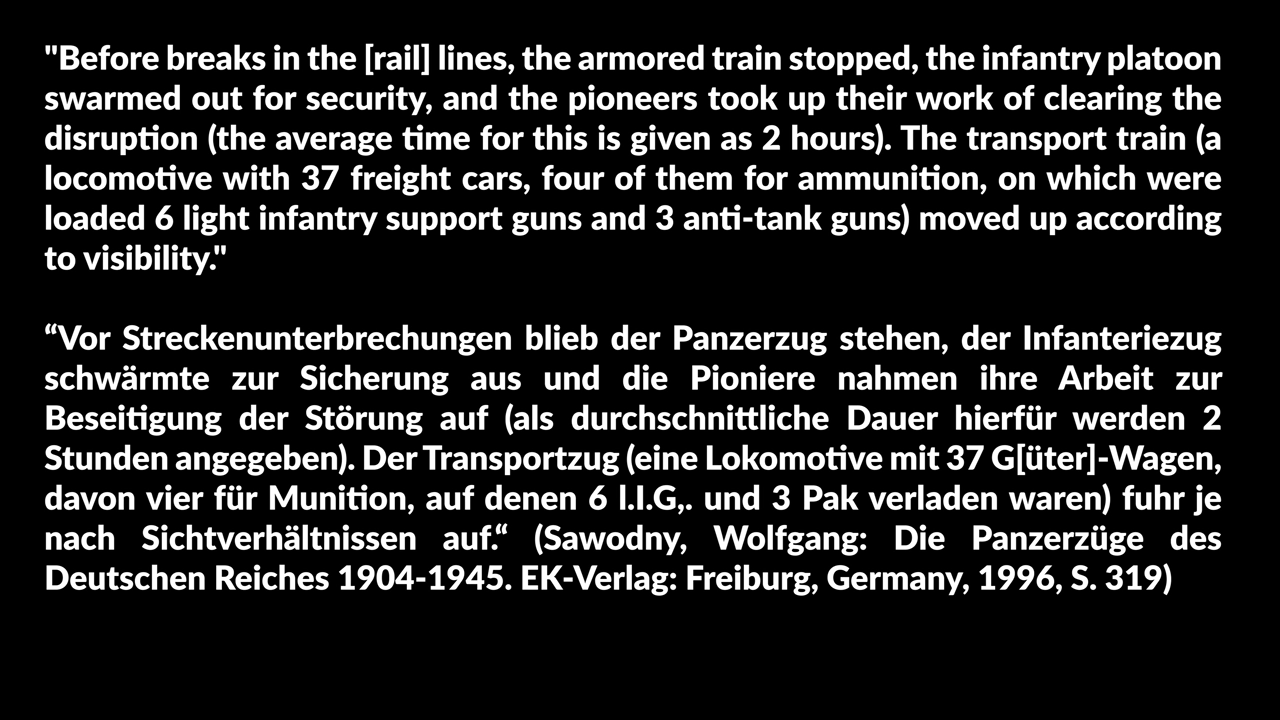 "Before breaks in the [rail] lines, the armored train stopped, the infantry platoon
swarmed out for security, and the pioneers took up their work of clearing the
disruption (the average time for this is given as 2 hours). The transport train (a
locomotive with 37 freight cars, four of them for ammunition, on which were
loaded 6 light infantry support guns and 3 anti-tank guns) moved up according
to visibility."
“Vor Streckenunterbrechungen blieb der Panzerzug stehen, der Infanteriezug
schwärmte zur Sicherung aus und die Pioniere nahmen ihre Arbeit zur
Beseitigung der Störung auf (als durchschnittliche Dauer hierfür werden 2
Stunden angegeben). Der Transportzug (eine Lokomotive mit 37 G[üter]-Wagen,
davon vier für Munition, auf denen 6 l.I.G,. und 3 Pak verladen waren) fuhr je
nach Sichtverhältnissen auf.“ (Sawodny, Wolfgang: Die Panzerzüge des
Deutschen Reiches 1904-1945. EK-Verlag: Freiburg, Germany, 1996, S. 319)